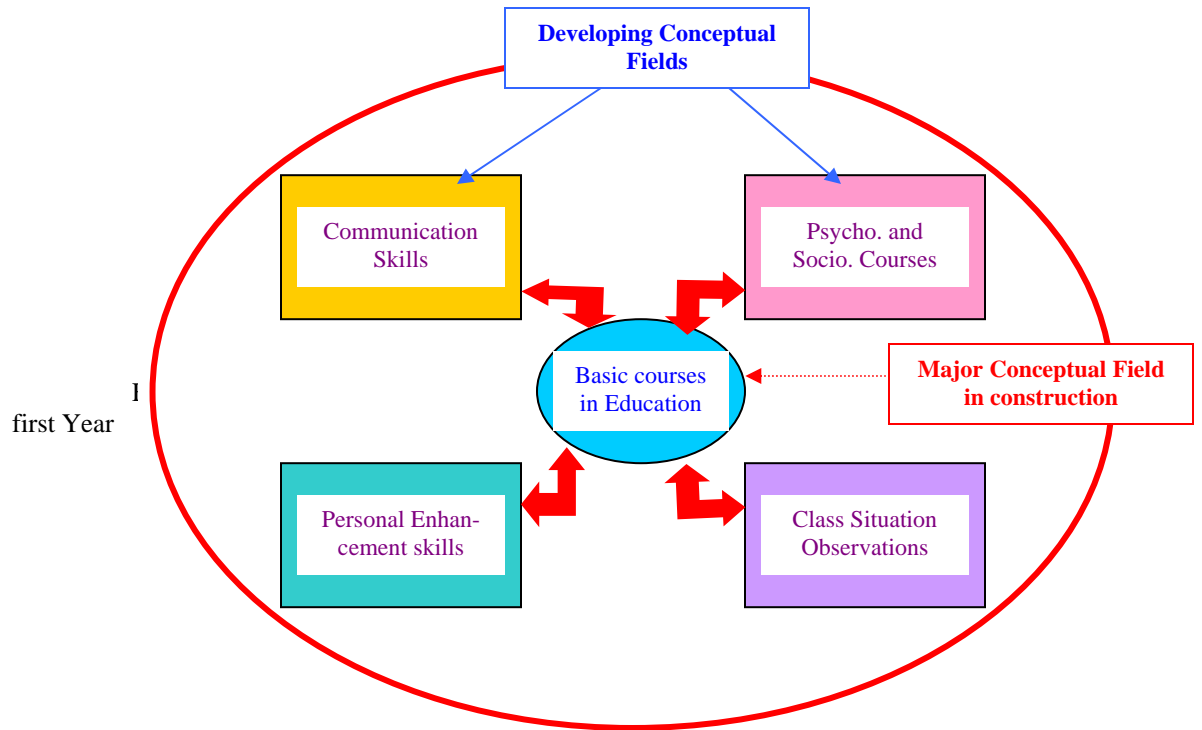 Developing Conceptual
Fields
Communication
Skills
Psycho. and
Socio. Courses
Basic courses
in Education
Major Conceptual Field
in construction
first Year
Personal Enhan-
cement skills
Class Situation
Observations